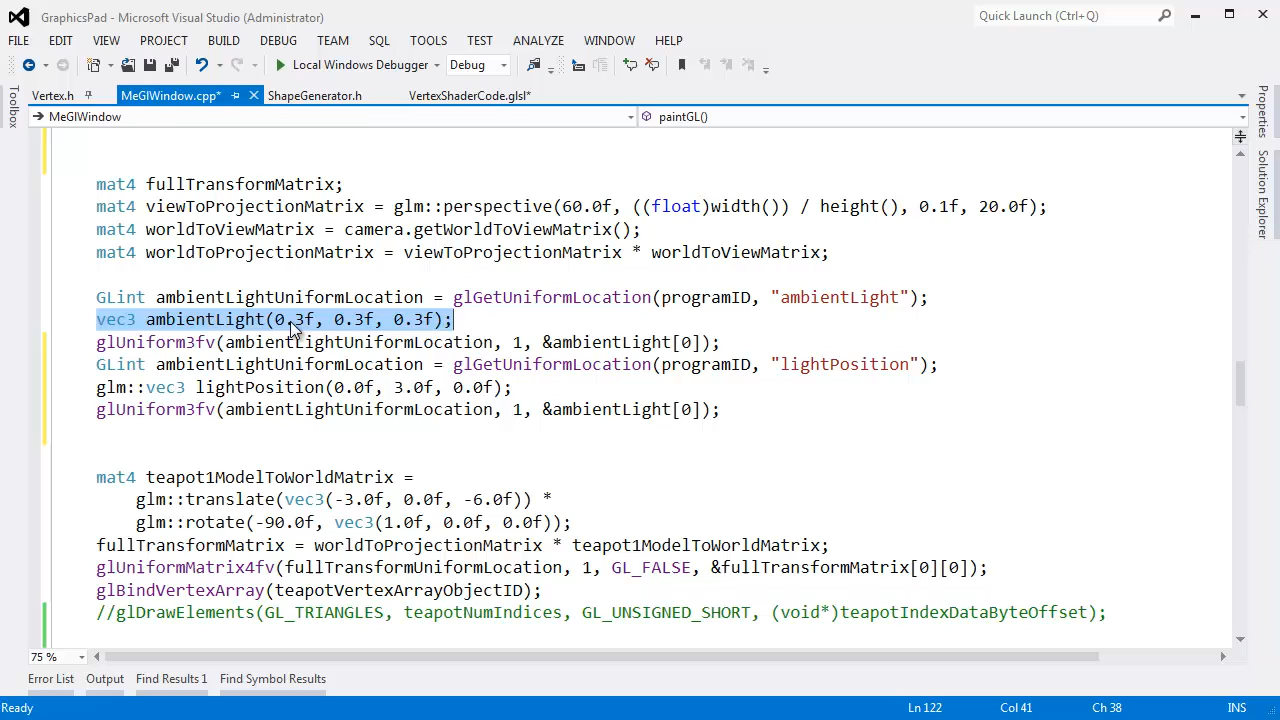 GraphicsPad - Microsoft Visual Studio (Administrator)
Quick Launch (Ctrl+Q)
FILE EDIT VIEW PROJECT BUILD DEBUG TEAM SQL TOOLS TEST ANALYZE WINDOW HELP
Local Windows Debugger Debug
Toolbox
Vertex.h MeGlWindow.cpp* ShapeGenerator.h VertexShaderCode.glsl*
MeGlWindow paintGL()
Properties
Solution Explorer
mat4 fullTransformMatrix;
mat4 viewToProjectionMatrix = glm::perspective(60.0f, ((float)width()) / height(), 0.1f, 20.0f);
mat4 worldToViewMatrix = camera.getWorldToViewMatrix();
mat4 worldToProjectionMatrix = viewToProjectionMatrix * worldToViewMatrix;
GLint ambientLightUniformLocation = glGetUniformLocation(programID, "ambientLight");
vec3 ambientLight(0.3f, 0.3f, 0.3f);
glUniform3fv(ambientLightUniformLocation, 1, &ambientLight[0]);
GLint ambientLightUniformLocation = glGetUniformLocation(programID, "lightPosition");
glm::vec3 lightPosition(0.0f, 3.0f, 0.0f);
glUniform3fv(ambientLightUniformLocation, 1, &ambientLight[0]);
mat4 teapot1ModelToWorldMatrix =
glm::translate(vec3(-3.0f, 0.0f, -6.0f)) *
glm::rotate(-90.0f, vec3(1.0f, 0.0f, 0.0f));
fullTransformMatrix = worldToProjectionMatrix * teapot1ModelToWorldMatrix;
glUniformMatrix4fv(fullTransformUniformLocation, 1, GL_FALSE, &fullTransformMatrix[0][0]);
glBindVertexArray(teapotVertexArrayObjectID);
//glDrawElements(GL_TRIANGLES, teapotNumIndices, GL_UNSIGNED_SHORT, (void*)teapotIndexDataByteOffset);
75 %
Error List Output Find Results 1 Find Symbol Results
Ready Ln 122 Col 41 Ch 38 INS